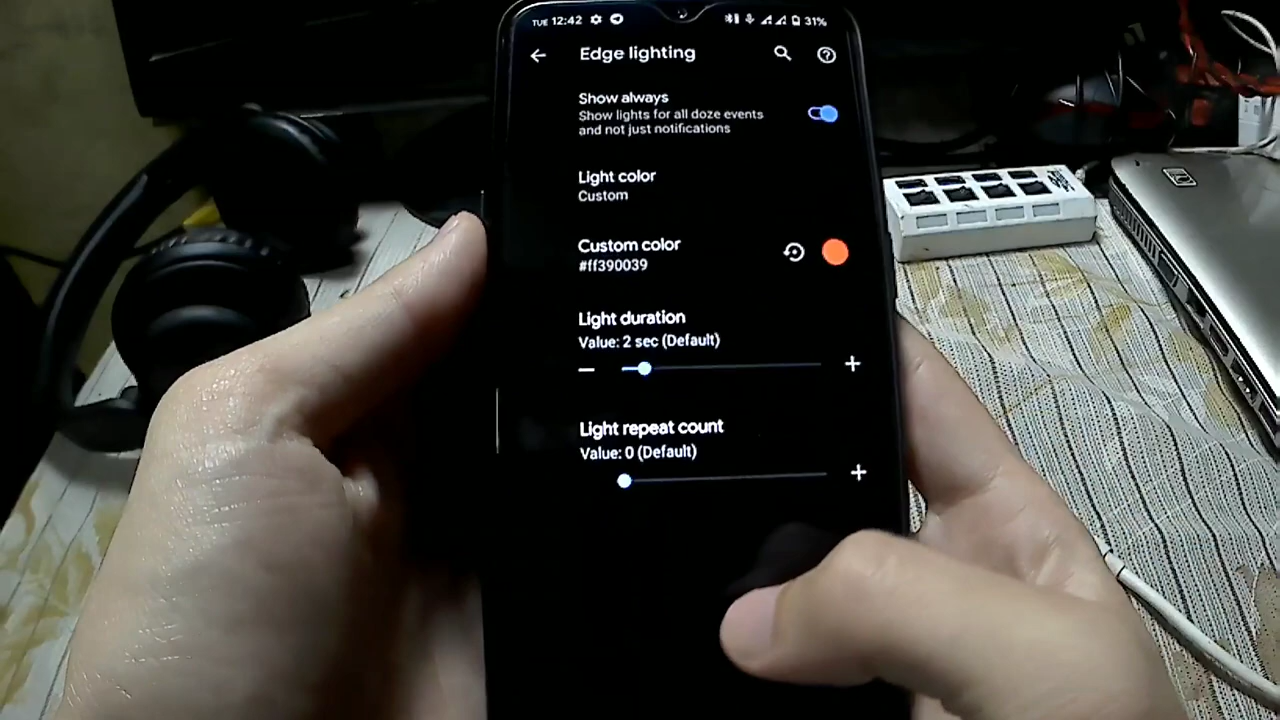 TUE 12:42 31%
Edge lighting
Show always
Show lights for all doze events
and not just notifications
Light color
Custom
Custom color
#ff390039
Light duration
Value: 2 sec (Default)
Light repeat count
Value: 0 (Default)